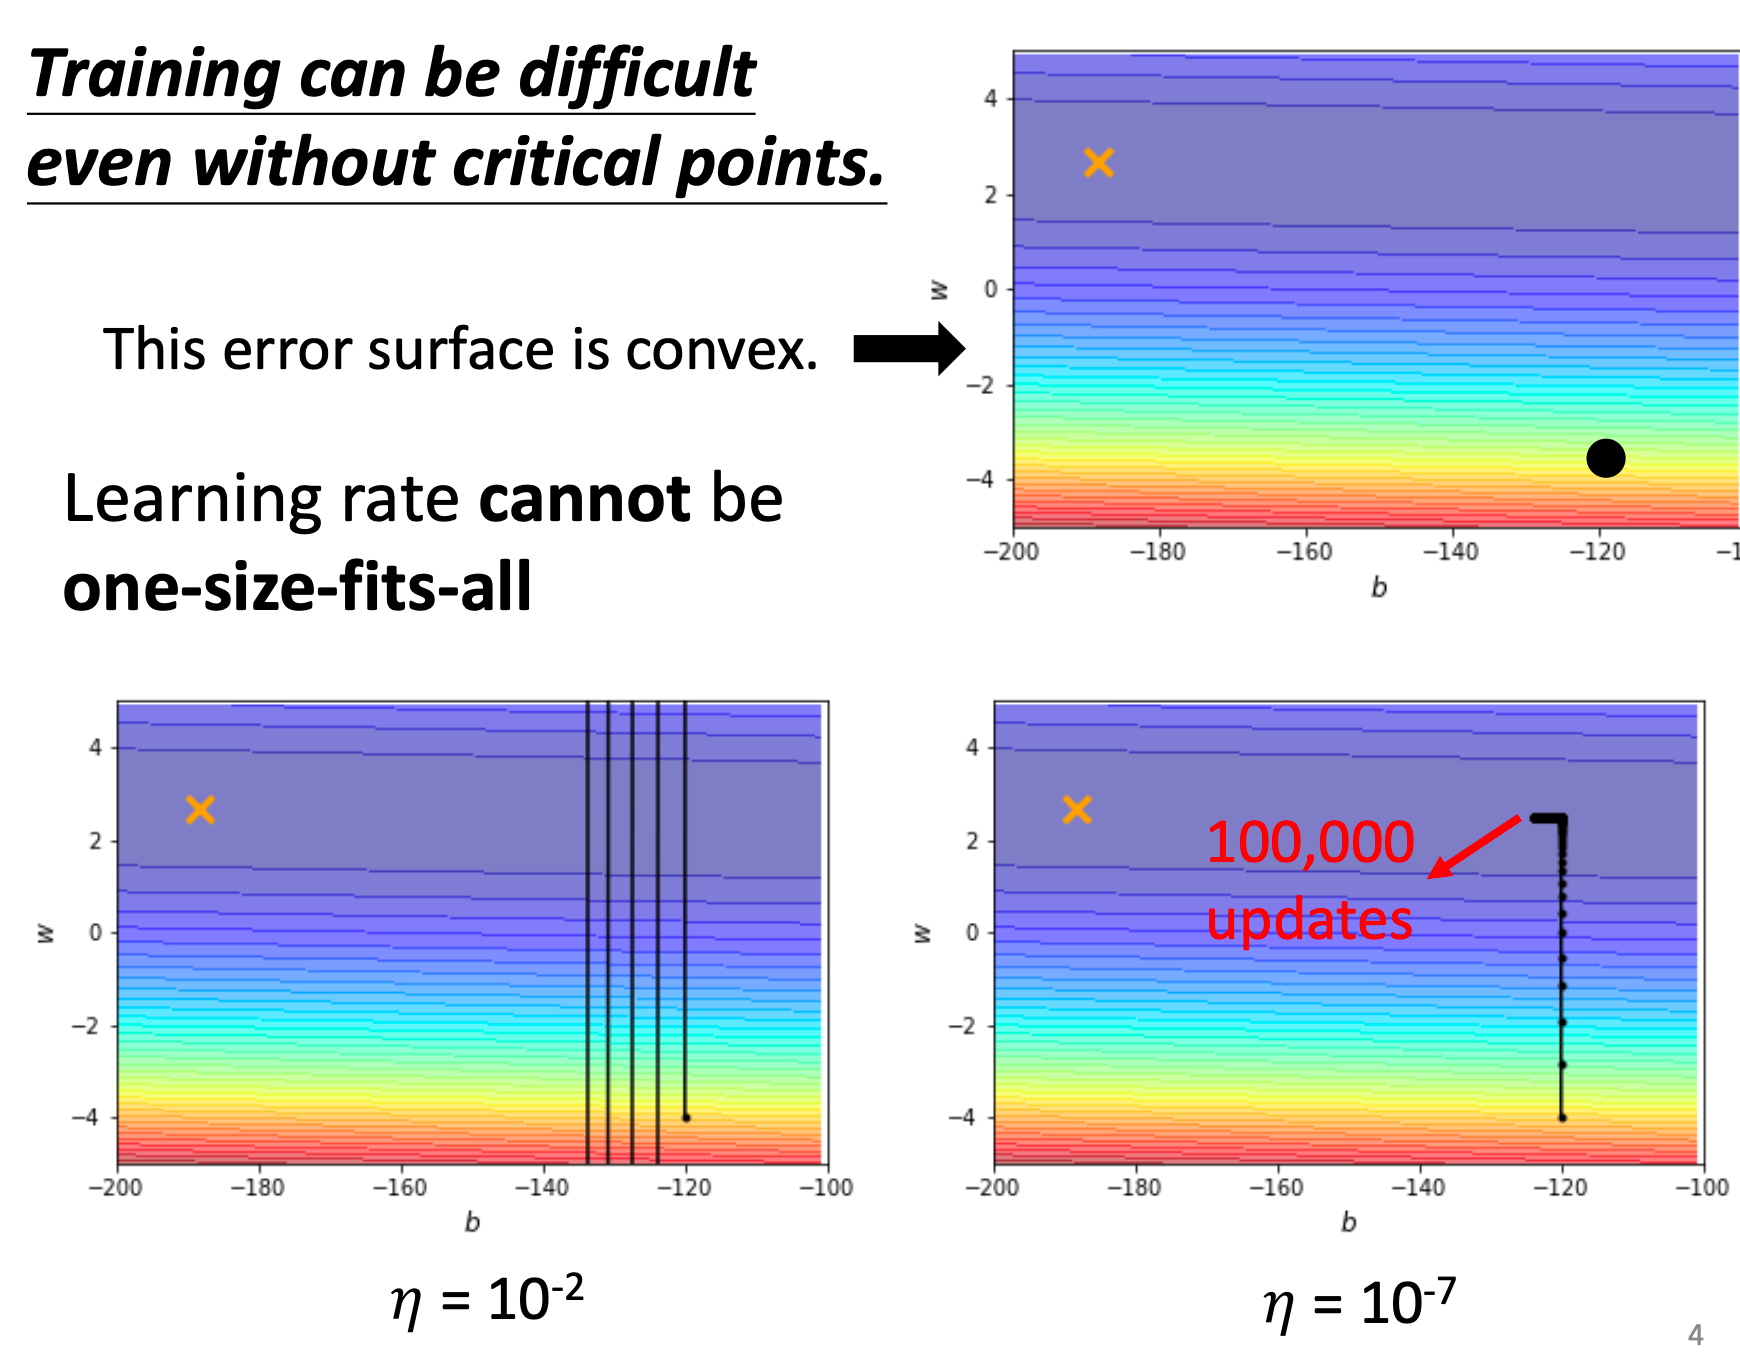 Training can be difficult
even without critical points.
This error surface is convex.
Learning rate cannot be
one-size-fits-all
4
2
0
−2
−4
w
−200 −180 −160 −140 −120 −1
b
4
2
0
−2
−4
w
−200 −180 −160 −140 −120 −100
b
η = 10-2
4
2
0
−2
−4
w
100,000
updates
−200 −180 −160 −140 −120 −100
b
η = 10-7
4